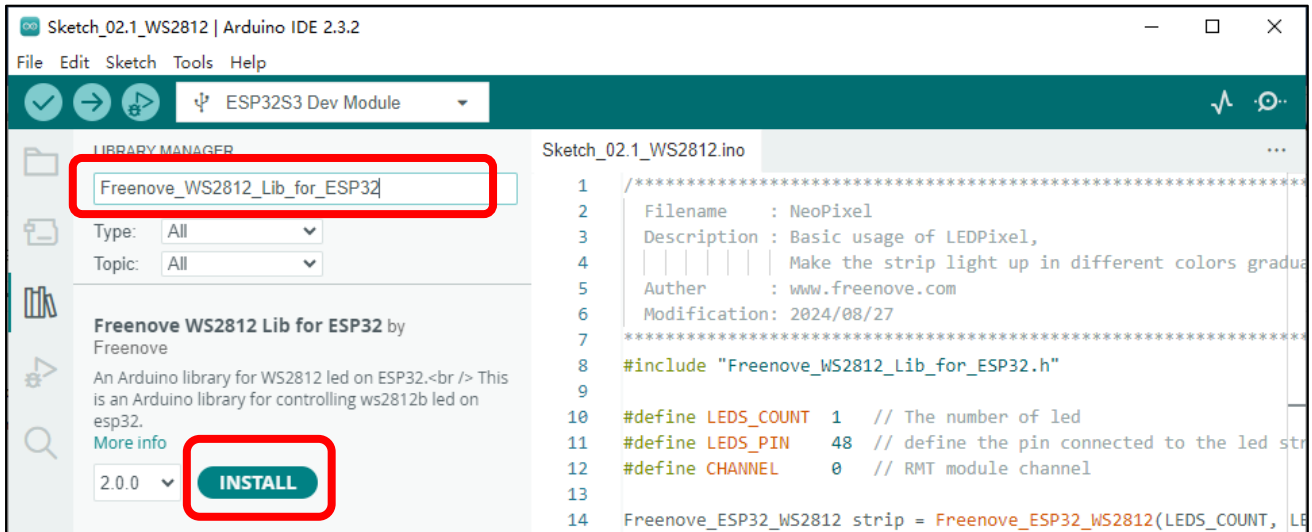 Sketch_02.1_WS2812 | Arduino IDE 2.3.2
File Edit Sketch Tools Help
ESP32S3 Dev Module
LIBRARY MANAGER
Freenove_WS2812_Lib_for_ESP32
Type: All
Topic: All
Freenove WS2812 Lib for ESP32 by
Freenove
An Arduino library for WS2812 led on ESP32.<br /> This
is an Arduino library for controlling ws2812b led on
esp32.
More info
2.0.0 INSTALL
Sketch_02.1_WS2812.ino ...
1 /******************************************************************
2 Filename : NeoPixel
3 Description : Basic usage of LEDPixel,
4 Make the strip light up in different colors gradua
5 Auther : www.freenove.com
6 Modification: 2024/08/27
7 ******************************************************************
8 #include "Freenove_WS2812_Lib_for_ESP32.h"
9
10 #define LEDS_COUNT 1 // The number of led
11 #define LEDS_PIN 48 // define the pin connected to the led str
12 #define CHANNEL 0 // RMT module channel
13
14 Freenove_ESP32_WS2812 strip = Freenove_ESP32_WS2812(LEDS_COUNT, LE